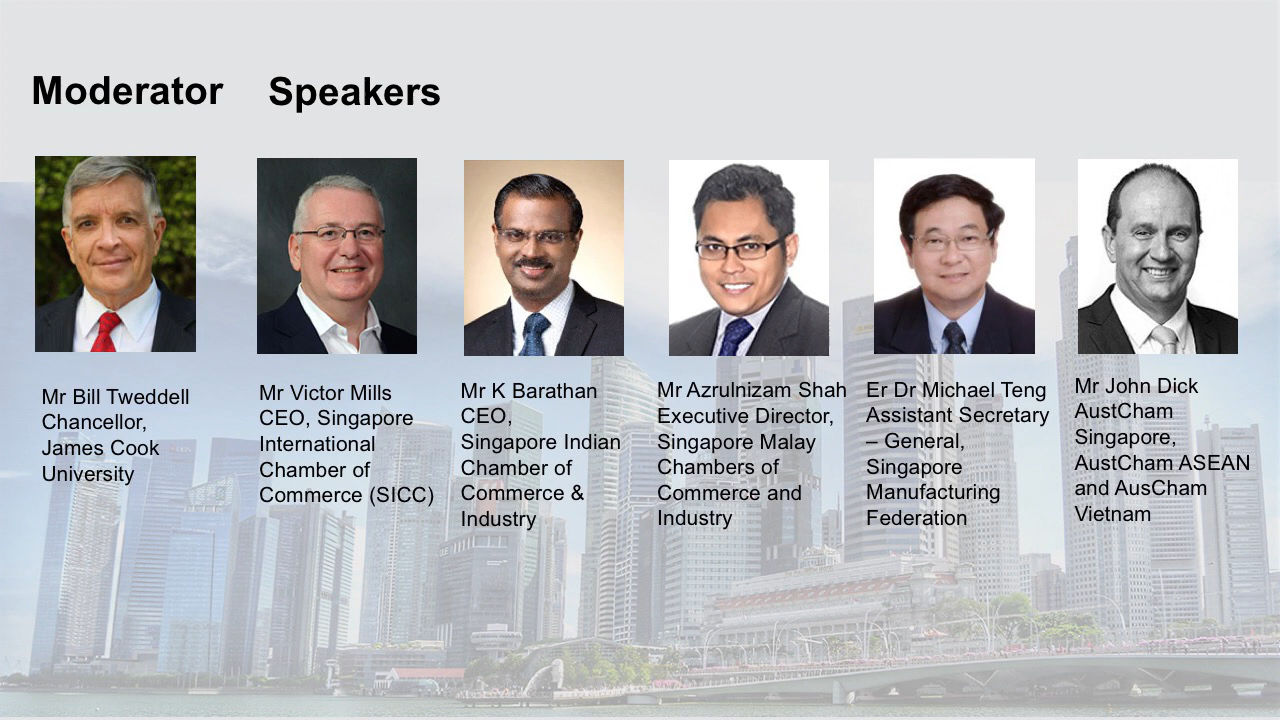 Moderator
Speakers
Mr Bill Tweddell
Chancellor,
James Cook
University
Mr Victor Mills
CEO, Singapore
International
Chamber of
Commerce (SICC)
Mr K Barathan
CEO,
Singapore Indian
Chamber of
Commerce &
Industry
Mr Azrulnizam Shah
Executive Director,
Singapore Malay
Chambers of
Commerce and
Industry
Er Dr Michael Teng
Assistant Secretary
– General,
Singapore
Manufacturing
Federation
Mr John Dick
AustCham
Singapore,
AustCham ASEAN
and AusCham
Vietnam